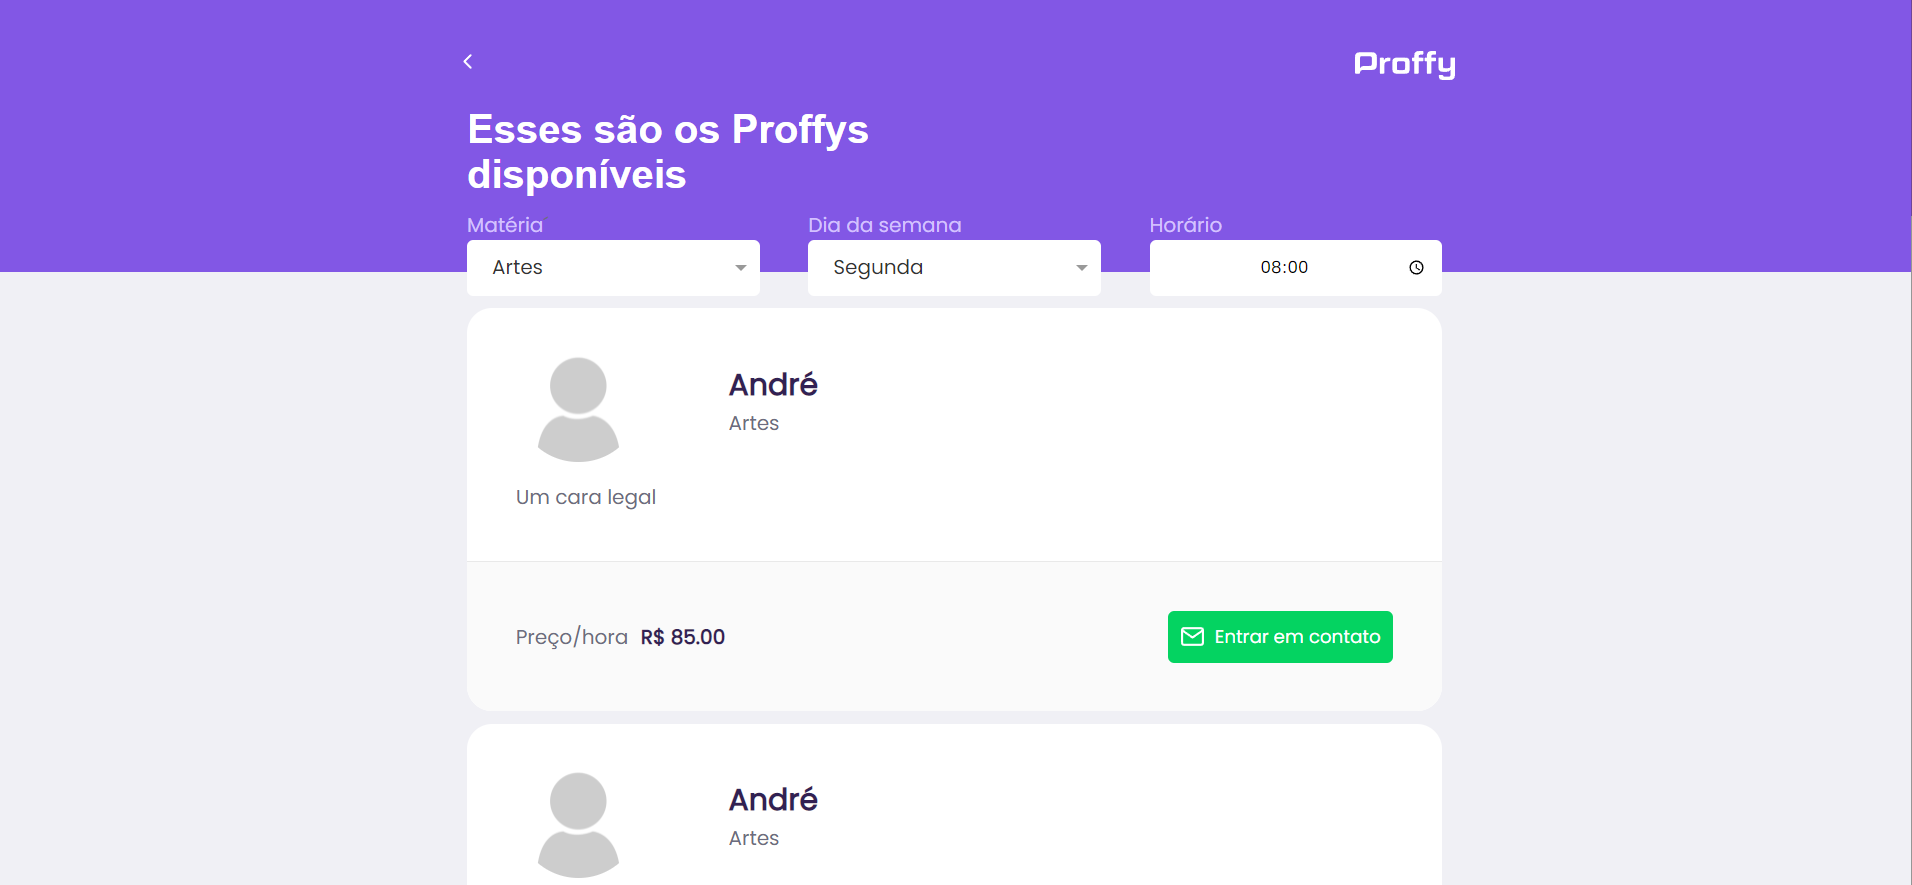 Proffy
Esses são os Proffys
disponíveis
Matéria Dia da semana Horário
Artes Segunda 08:00
André
Artes
Um cara legal
Preço/hora R$ 85.00 Entrar em contato
André
Artes